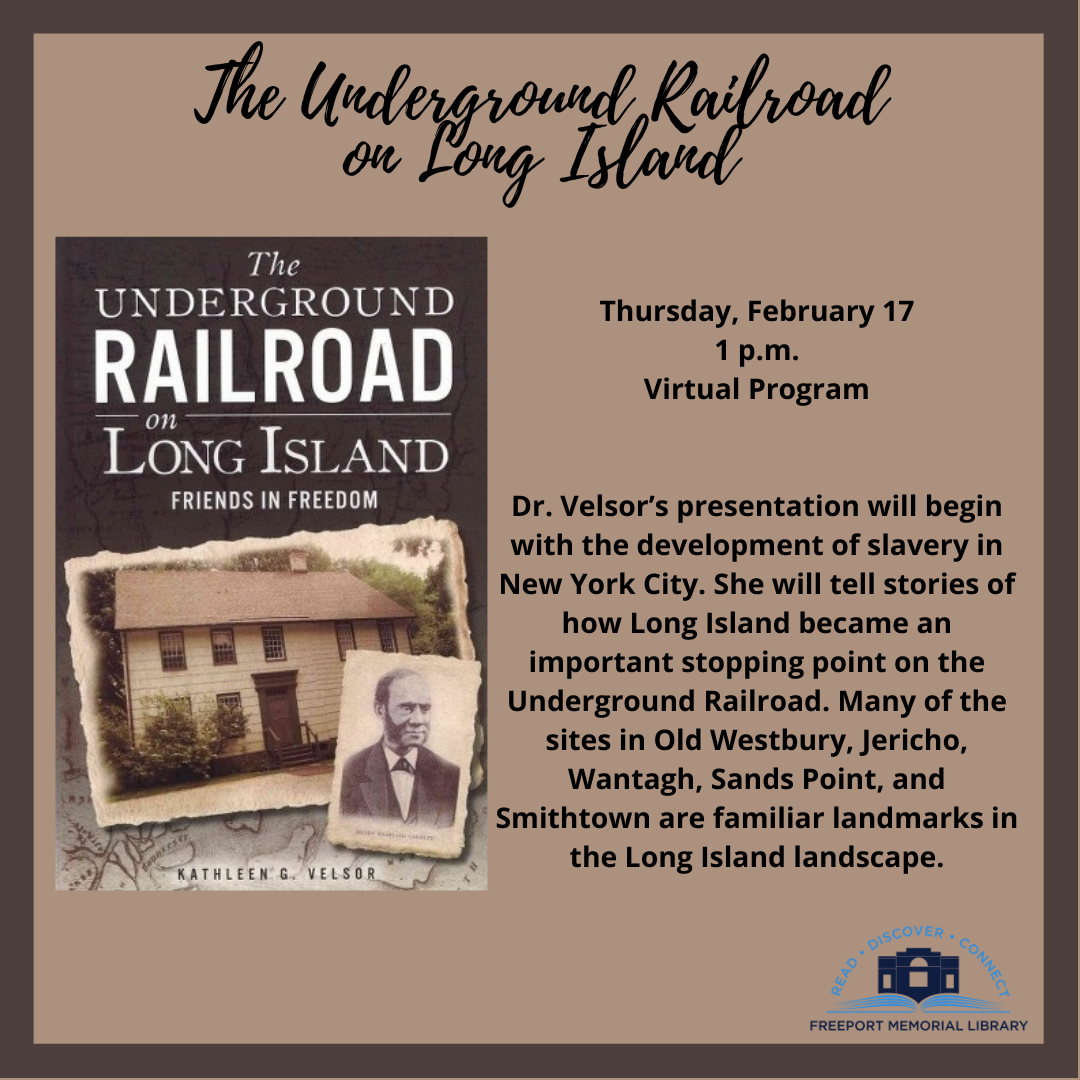 The Underground Railroad
on Long Island
The
UNDERGROUND
RAILROAD
on
LONG ISLAND
FRIENDS IN FREEDOM
HENRY HIGHLAND GARNET
KATHLEEN G. VELSOR
Thursday, February 17
1 p.m.
Virtual Program
Dr. Velsor’s presentation will begin
with the development of slavery in
New York City. She will tell stories of
how Long Island became an
important stopping point on the
Underground Railroad. Many of the
sites in Old Westbury, Jericho,
Wantagh, Sands Point, and
Smithtown are familiar landmarks in
the Long Island landscape.
READ • DISCOVER • CONNECT
FREEPORT MEMORIAL LIBRARY